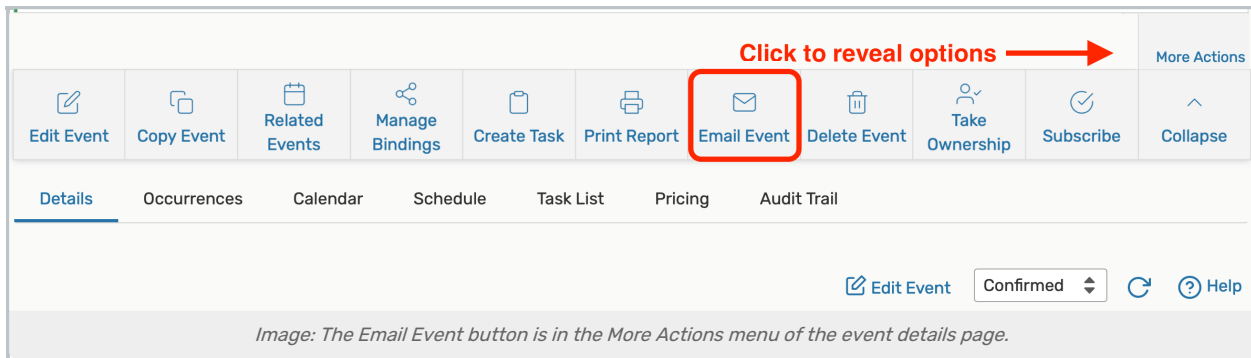 Click to reveal options
More Actions
Edit Event
Copy Event
Related
Events
Manage
Bindings
Create Task
Print Report
Email Event
Delete Event
Take
Ownership
Subscribe
Collapse
Details Occurrences Calendar Schedule Task List Pricing Audit Trail
Edit Event Confirmed Help
Image: The Email Event button is in the More Actions menu of the event details page.